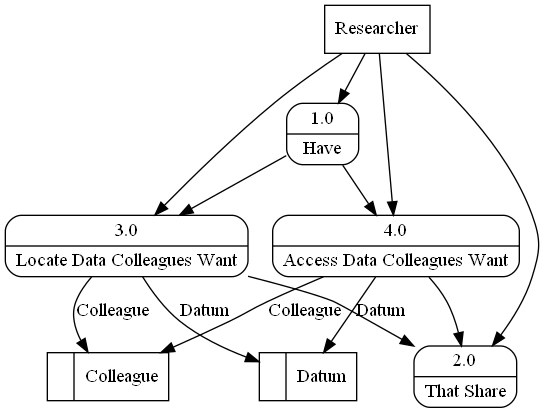 Researcher
1.0
Have
3.0
Locate Data Colleagues Want
4.0
Access Data Colleagues Want
Colleague
Datum
Colleague
Datum
Colleague
Datum
2.0
That Share